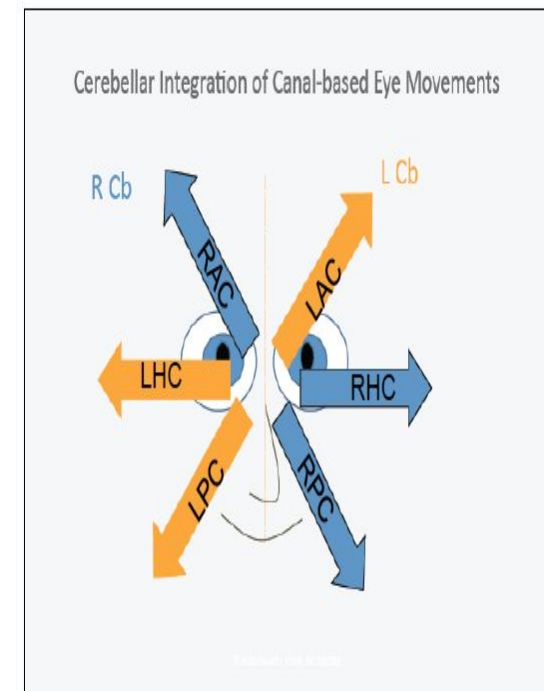 Cerebellar Integration of Canal-based Eye Movements
R Cb
L Cb
RAC
LAC
LHC
RHC
LPC
RPC